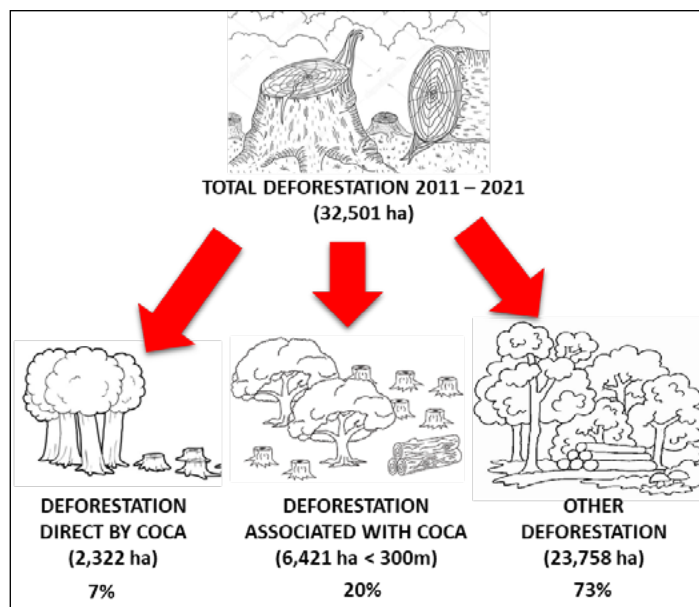 TOTAL DEFORESTATION 2011 – 2021
(32,501 ha)
DEFORESTATION
DIRECT BY COCA
(2,322 ha)
7%
DEFORESTATION
ASSOCIATED WITH COCA
(6,421 ha < 300m)
20%
OTHER
DEFORESTATION
(23,758 ha)
73%